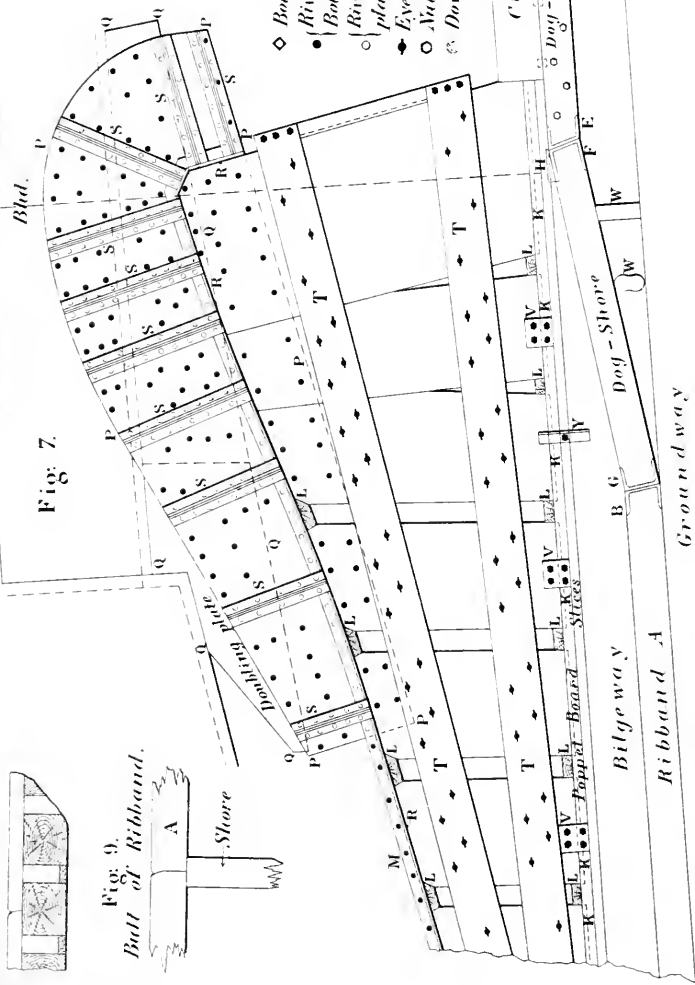 Bhd.
Fig: 7.
Doubling plate
Fig: 9.
Butt of Ribband.
A
Shore
P
P
P
P
P
P
P
Q
Q
Q
Q
Q
Q
Q
S
S
S
S
S
S
S
S
S
S
R
R
R
M
T
T
T
T
L
L
L
L
L
L
L
L
L
H
K
K
K
K
K
K
V
V
V
Y
E
F
W
W
B
G
Dog-Shore
Dog-
Poppet-Board
Slices
Bilgeway
Ribband A
Groundway